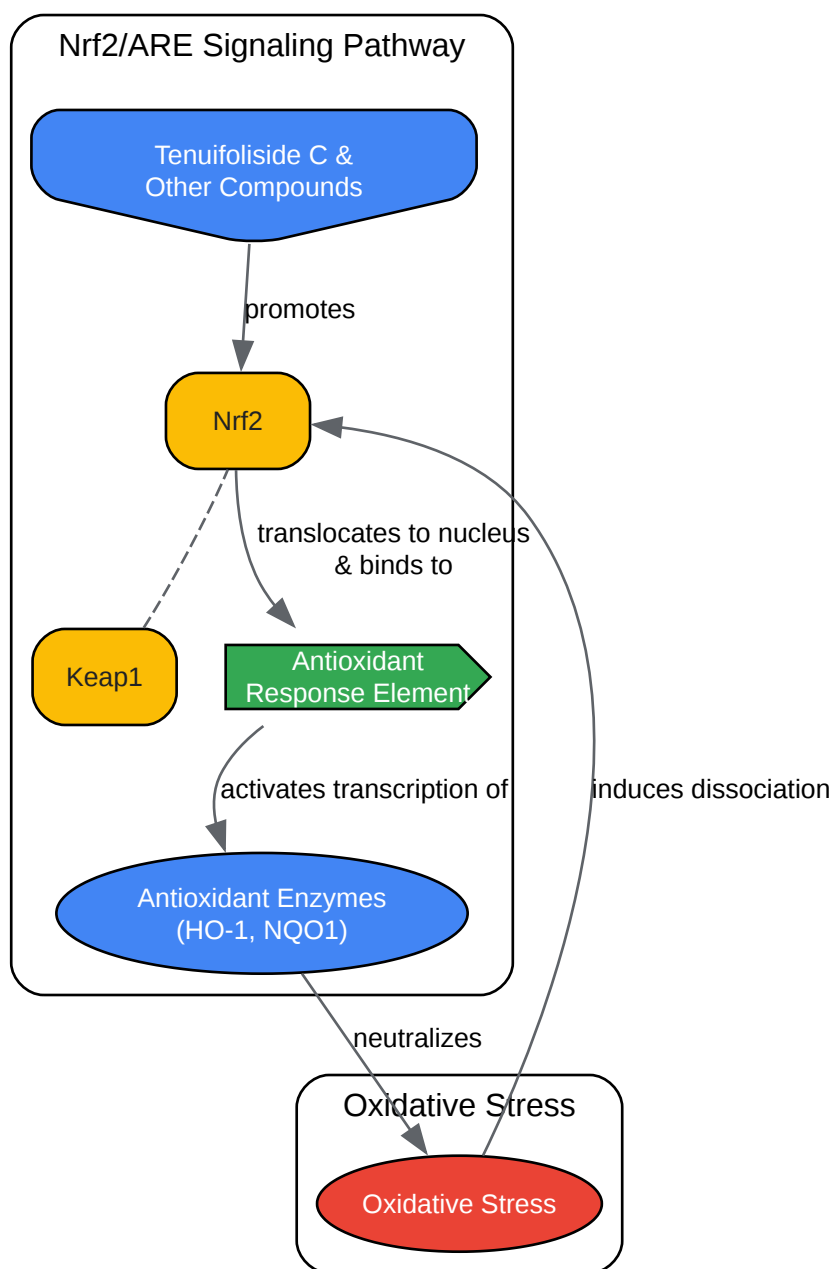 Nrf2/ARE Signaling Pathway
Tenuifoliside C &
Other Compounds
promotes
Nrf2
translocates to nucleus
& binds to
Keap1
Antioxidant
Response Element
activates transcription of
induces dissociation
Antioxidant Enzymes
(HO-1, NQO1)
neutralizes
Oxidative Stress
Oxidative Stress